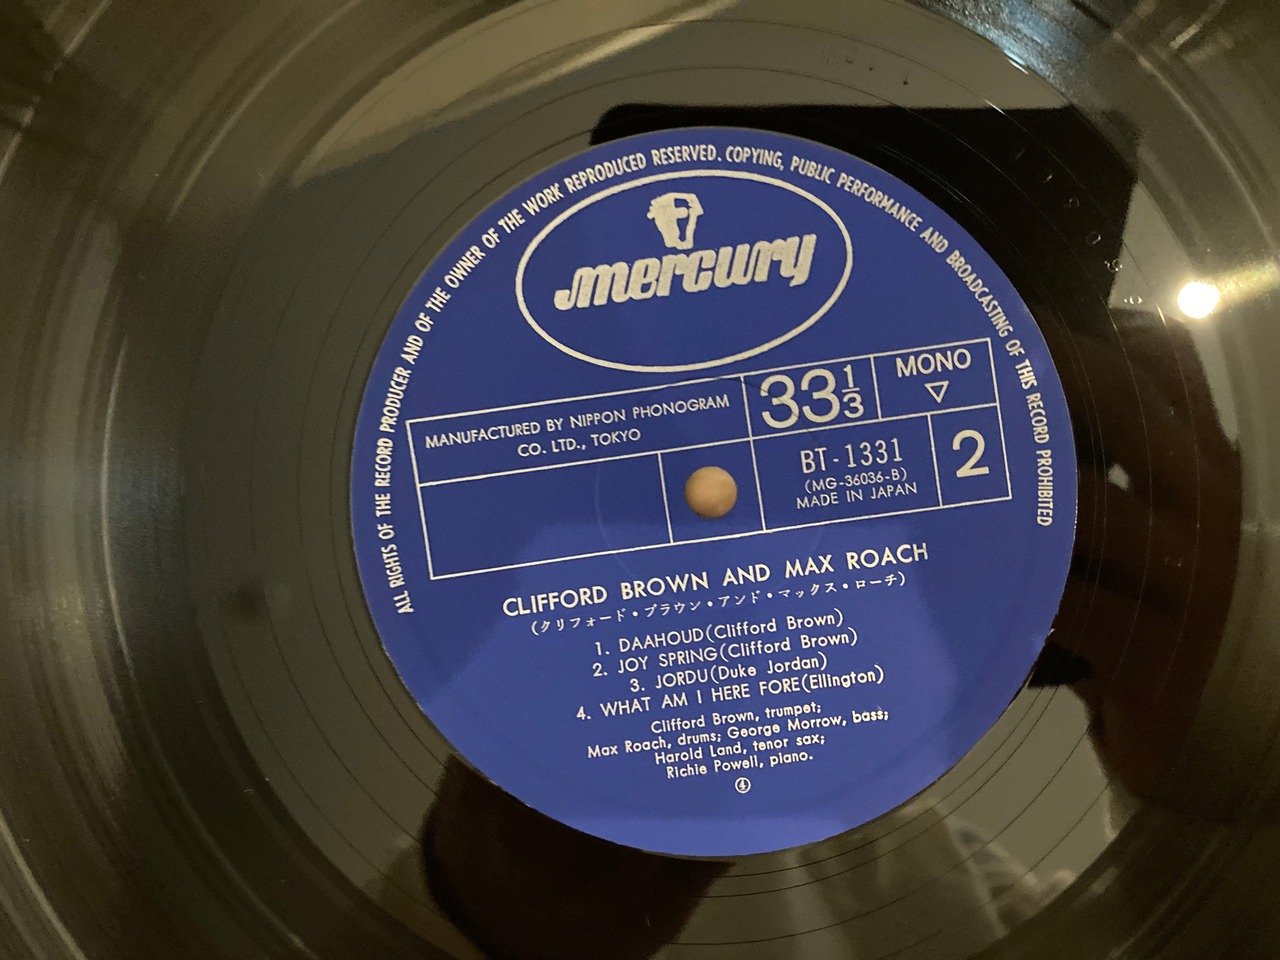 ALL RIGHTS OF THE RECORD PRODUCER AND OF THE OWNER OF THE WORK REPRODUCED RESERVED. COPYING, PUBLIC PERFORMANCE AND BROADCASTING OF THIS RECORD PROHIBITED
mercury
MANUFACTURED BY NIPPON PHONOGRAM
CO. LTD., TOKYO
33 1/3
MONO
▽
BT-1331
(MG-36036-B)
MADE IN JAPAN
2
CLIFFORD BROWN AND MAX ROACH
(クリフォード・ブラウン・アンド・マックス・ローチ)
1. DAAHOUD(Clifford Brown)
2. JOY SPRING(Clifford Brown)
3. JORDU(Duke Jordan)
4. WHAT AM I HERE FORE(Ellington)
Clifford Brown, trumpet;
Max Roach, drums; George Morrow, bass;
Harold Land, tenor sax;
Richie Powell, piano.
④